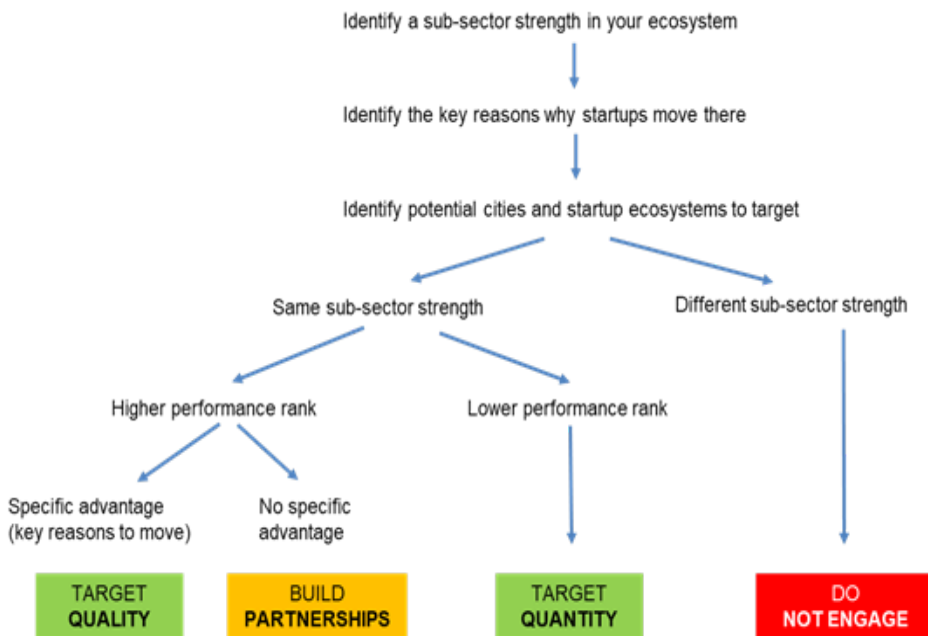 Identify a sub-sector strength in your ecosystem
Identify the key reasons why startups move there
Identify potential cities and startup ecosystems to target
Same sub-sector strength
Different sub-sector strength
Higher performance rank
Lower performance rank
Specific advantage
(key reasons to move)
No specific
advantage
TARGET
QUALITY
BUILD
PARTNERSHIPS
TARGET
QUANTITY
DO
NOT ENGAGE